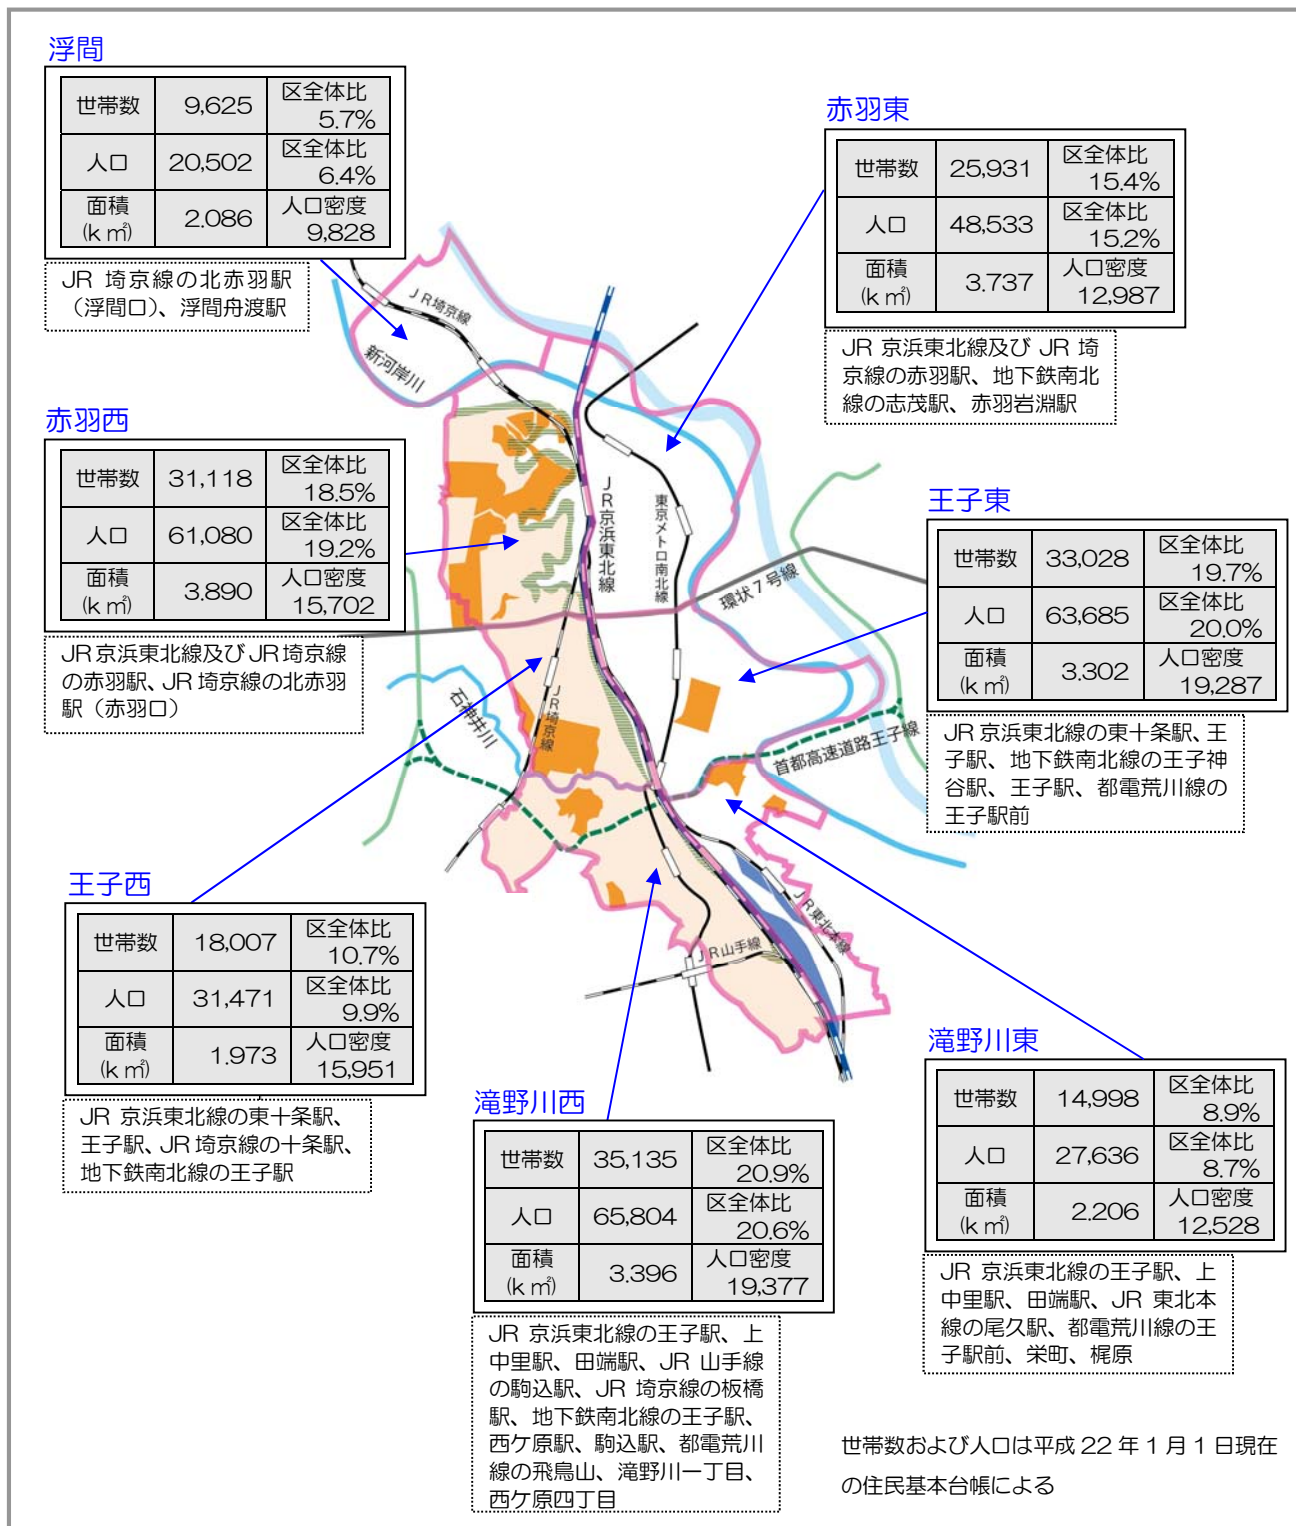 浮間
世帯数 9,625 区全体比 5.7%
人口 20,502 区全体比 6.4%
面積(k㎡) 2.086 人口密度 9,828
JR 埼京線の北赤羽駅
（浮間口）、浮間舟渡駅
赤羽東
世帯数 25,931 区全体比 15.4%
人口 48,533 区全体比 15.2%
面積(k㎡) 3.737 人口密度 12,987
JR 京浜東北線及び JR 埼
京線の赤羽駅、地下鉄南北
線の志茂駅、赤羽岩淵駅
赤羽西
世帯数 31,118 区全体比 18.5%
人口 61,080 区全体比 19.2%
面積(k㎡) 3.890 人口密度 15,702
JR京浜東北線及びJR埼京線
の赤羽駅、JR埼京線の北赤羽
駅（赤羽口）
王子東
世帯数 33,028 区全体比 19.7%
人口 63,685 区全体比 20.0%
面積(k㎡) 3.302 人口密度 19,287
JR京浜東北線の東十条駅、王
子駅、地下鉄南北線の王子神
谷駅、王子駅、都電荒川線の
王子駅前
JR埼京線
新河岸川
JR京浜東北線
東京メトロ南北線
環状7号線
石神井川
JR埼京線
首都高速道路王子線
JR東北本線
JR山手線
王子西
世帯数 18,007 区全体比 10.7%
人口 31,471 区全体比 9.9%
面積(k㎡) 1.973 人口密度 15,951
JR 京浜東北線の東十条駅、
王子駅、JR埼京線の十条駅、
地下鉄南北線の王子駅
滝野川西
世帯数 35,135 区全体比 20.9%
人口 65,804 区全体比 20.6%
面積(k㎡) 3.396 人口密度 19,377
JR 京浜東北線の王子駅、上
中里駅、田端駅、JR 山手線
の駒込駅、JR 埼京線の板橋
駅、地下鉄南北線の王子駅、
西ケ原駅、駒込駅、都電荒川
線の飛鳥山、滝野川一丁目、
西ケ原四丁目
滝野川東
世帯数 14,998 区全体比 8.9%
人口 27,636 区全体比 8.7%
面積(k㎡) 2.206 人口密度 12,528
JR 京浜東北線の王子駅、上
中里駅、田端駅、JR 東北本
線の尾久駅、都電荒川線の王
子駅前、栄町、梶原
世帯数および人口は平成 22 年 1 月 1 日現在
の住民基本台帳による